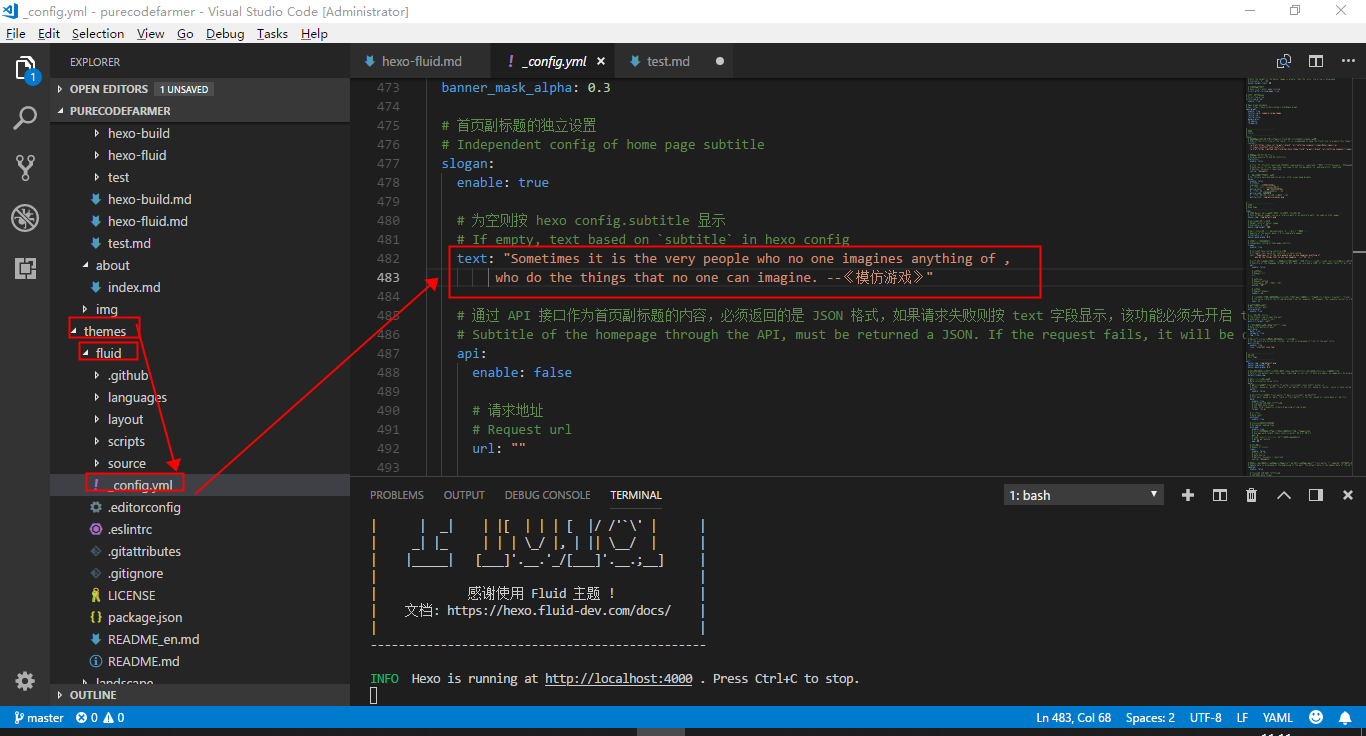 _config.yml - purecodefarmer - Visual Studio Code [Administrator]
File Edit Selection View Go Debug Tasks Help
1
EXPLORER
OPEN EDITORS 1 UNSAVED
PURECODEFARMER
hexo-build
hexo-fluid
test
hexo-build.md
hexo-fluid.md
test.md
about
index.md
img
themes
fluid
.github
languages
layout
scripts
source
_config.yml
.editorconfig
.eslintrc
.gitattributes
.gitignore
LICENSE
package.json
README_en.md
README.md
landscape
OUTLINE
hexo-fluid.md
_config.yml
test.md
473 banner_mask_alpha: 0.3
474
475 # 首页副标题的独立设置
476 # Independent config of home page subtitle
477 slogan:
478 enable: true
479
480 # 为空则按 hexo config.subtitle 显示
481 # If empty, text based on `subtitle` in hexo config
482 text: "Sometimes it is the very people who no one imagines anything of ,
483 who do the things that no one can imagine. --《模仿游戏》"
484
485 # 通过 API 接口作为首页副标题的内容，必须返回的是 JSON 格式，如果请求失败则按 text 字段显示，该功能必须先开启 t
486 # Subtitle of the homepage through the API, must be returned a JSON. If the request fails, it will be
487 api:
488 enable: false
489
490 # 请求地址
491 # Request url
492 url: ""
493
PROBLEMS OUTPUT DEBUG CONSOLE TERMINAL
1: bash
| | _| | |[ | | | [ |/ /'`\' | |
| _| |_ | | | \_/ |, | || \__/ | |
| |_____| [___]'.__.'_/[___]'.__.;__] |
| |
| 感谢使用 Fluid 主题 ! |
| 文档: https://hexo.fluid-dev.com/docs/ |
| |
------------------------------------------------
INFO Hexo is running at http://localhost:4000 . Press Ctrl+C to stop.
master 0 0
Ln 483, Col 68 Spaces: 2 UTF-8 LF YAML